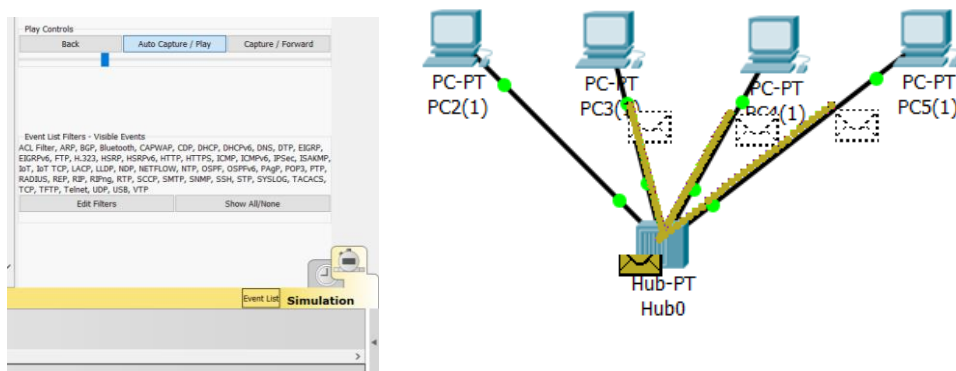 Play Controls
Back
Auto Capture / Play
Capture / Forward
Event List Filters - Visible Events
ACL Filter, ARP, BGP, Bluetooth, CAPWAP, CDP, DHCP, DHCPv6, DNS, DTP, EIGRP,
EIGRPv6, FTP, H.323, HSRP, HSRPv6, HTTP, HTTPS, ICMP, ICMPv6, IPSec, ISAKMP,
IoT, IoT TCP, LACP, LLDP, NDP, NETFLOW, NTP, OSPF, OSPFv6, PAgP, POP3, PTP,
RADIUS, REP, RIP, RIPng, RTP, SCCP, SMTP, SNMP, SSH, STP, SYSLOG, TACACS,
TCP, TFTP, Telnet, UDP, USB, VTP
Edit Filters
Show All/None
Event List
Simulation
PC-PT
PC2(1)
PC-PT
PC3(1)
PC-PT
PC4(1)
PC-PT
PC5(1)
Hub-PT
Hub0